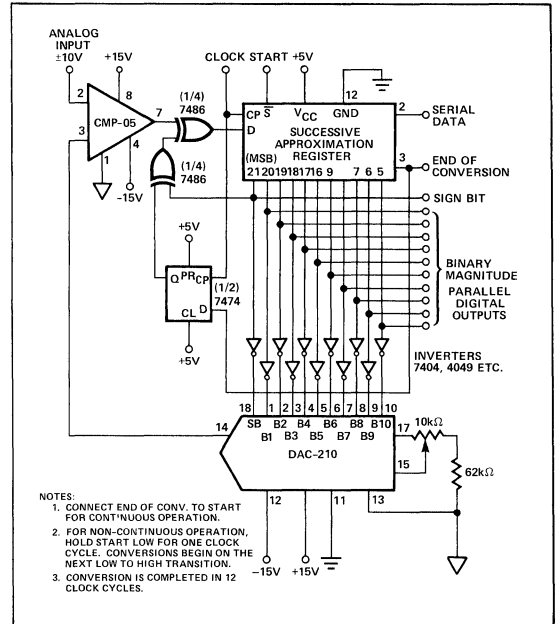 ANALOG
INPUT
±10V
+15V
CLOCK START +5V
2
8
7
CMP-05
3
4
1
-15V
(1/4)
7486
(1/4)
7486
12
CP S̅ VCC GND
D
SUCCESSIVE
APPROXIMATION
REGISTER
(MSB)
21 20 19 18 17 16 9 7 6 5
2
SERIAL
DATA
3
END OF
CONVERSION
SIGN BIT
BINARY
MAGNITUDE
PARALLEL
DIGITAL
OUTPUTS
+5V
Q PR CP
(1/2)
D
7474
CL
+5V
INVERTERS
7404, 4049 ETC.
18 1 2 3 4 5 6 7 8 9 10
SB B2 B4 B6 B8 B10
B1 B3 B5 B7 B9
14
DAC-210
17
10kΩ
15
62kΩ
12 11 13
-15V +15V
NOTES:
1. CONNECT END OF CONV. TO START
FOR CONT'NUOUS OPERATION.
2. FOR NON-CONTINUOUS OPERATION,
HOLD START LOW FOR ONE CLOCK
CYCLE. CONVERSIONS BEGIN ON THE
NEXT LOW TO HIGH TRANSITION.
3. CONVERSION IS COMPLETED IN 12
CLOCK CYCLES.